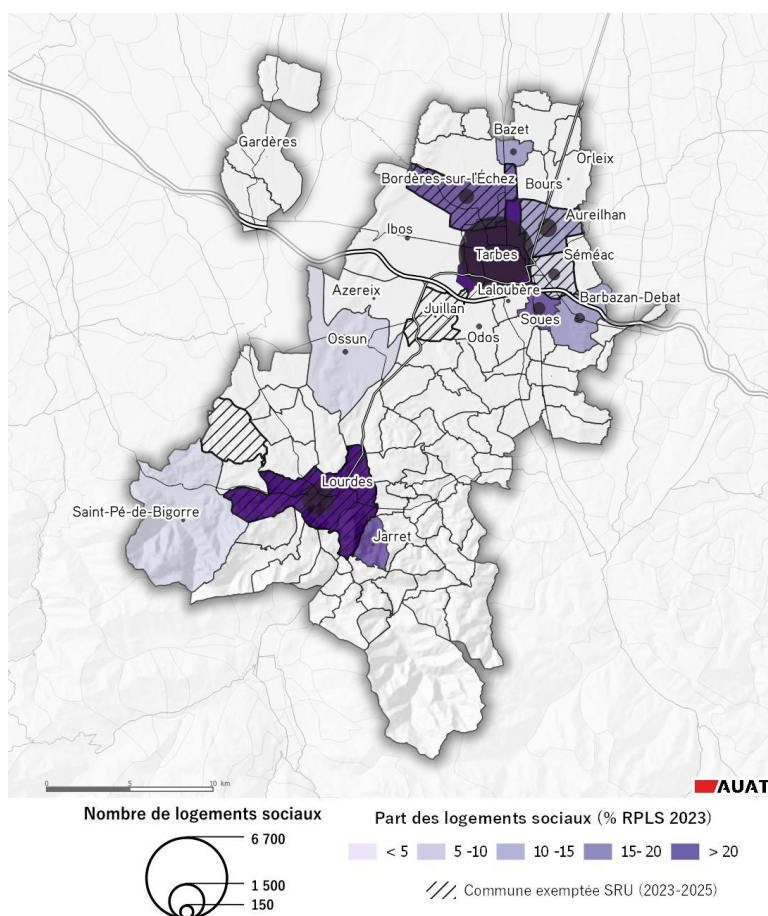 Bazet
Gardères
Orleix
Bordères-sur-l'Échez
Bours
Aureilhan
Ibos
Tarbes
Séméac
Azereix
Laloubère
Barbazan-Debat
Juillan
Soues
Ossun
Odos
Lourdes
Saint-Pé-de-Bigorre
Jarret
0 5 10 km
AUAT
Nombre de logements sociaux
6 700
1 500
150
Part des logements sociaux (% RPLS 2023)
< 5 5 -10 10 -15 15- 20 > 20
Commune exemptée SRU (2023-2025)